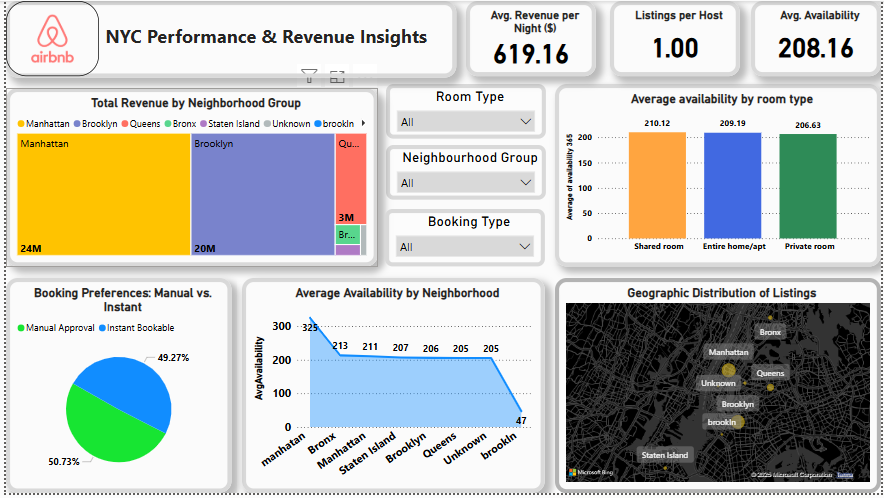 airbnb
NYC Performance & Revenue Insights
Avg. Revenue per
Night ($)
619.16
Listings per Host
1.00
Avg. Availability
208.16
Total Revenue by Neighborhood Group
Manhattan Brooklyn Queens Bronx Staten Island Unknown brookln
Manhattan
24M
Brooklyn
20M
Qu...
3M
Br...
Room Type
All
Neighbourhood Group
All
Booking Type
All
Average availability by room type
Average of availability 365
200
150
100
50
0
210.12
209.19
206.63
Shared room
Entire home/apt
Private room
Booking Preferences: Manual vs.
Instant
Manual Approval Instant Bookable
49.27%
50.73%
Average Availability by Neighborhood
AvgAvailability
300
200
100
0
325
213
211
207
206
205
205
47
manhatan
Bronx
Manhattan
Staten Island
Brooklyn
Queens
Unknown
brookln
Geographic Distribution of Listings
Bronx
Manhattan
Queens
Unknown
Brooklyn
brookln
Staten Island
Microsoft Bing
© 2025 Microsoft Corporation Terms